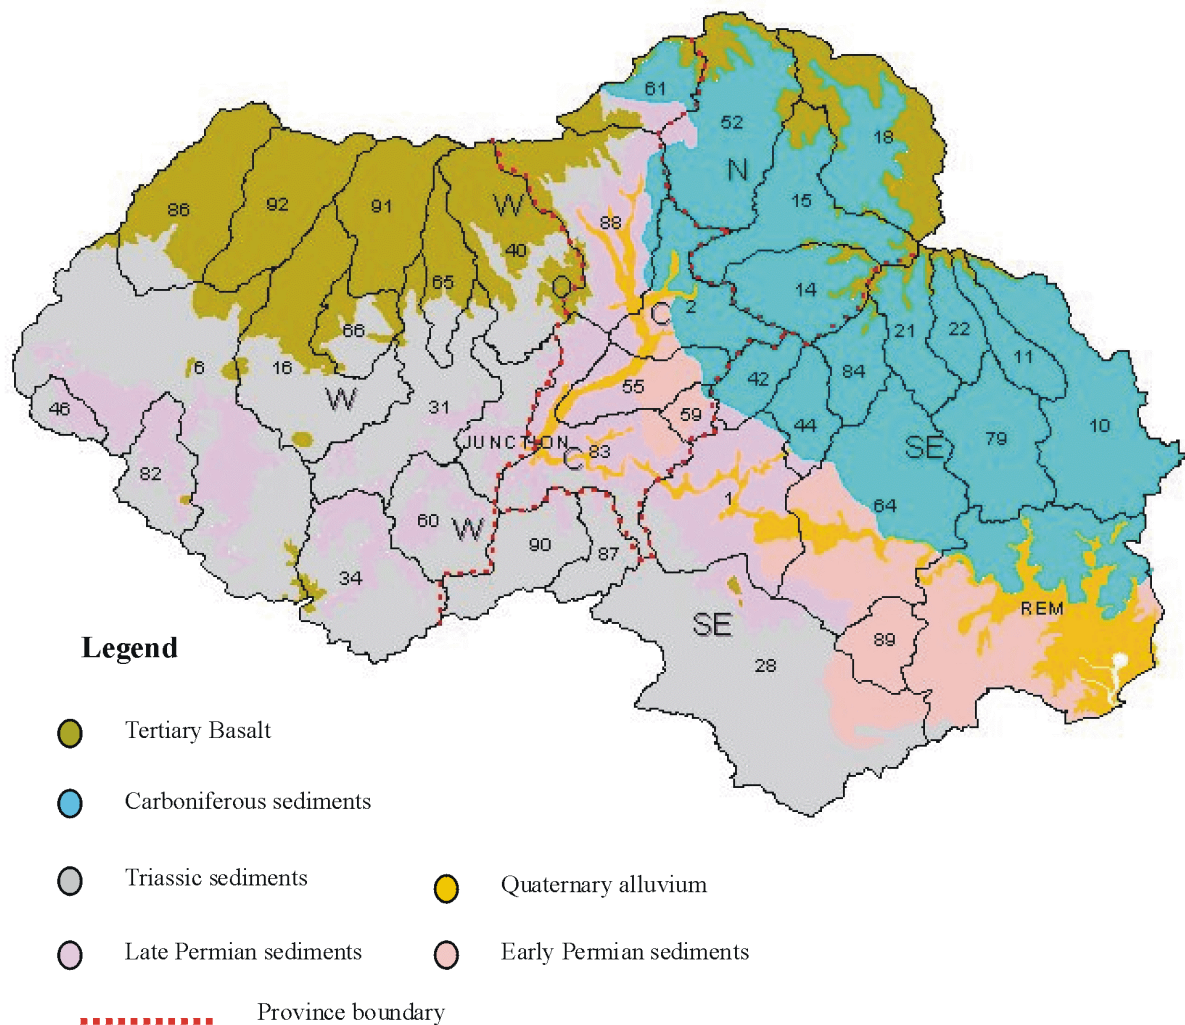 61
52
18
N
86
92
91
W
15
88
40
65
O
14
C
2
66
21
22
6
16
W
31
55
42
84
11
46
59
44
10
JUNCTION
C
83
SE
79
82
1
64
60
W
90
87
34
REM
SE
89
28
Legend
Tertiary Basalt
Carboniferous sediments
Triassic sediments
Quaternary alluvium
Late Permian sediments
Early Permian sediments
Province boundary